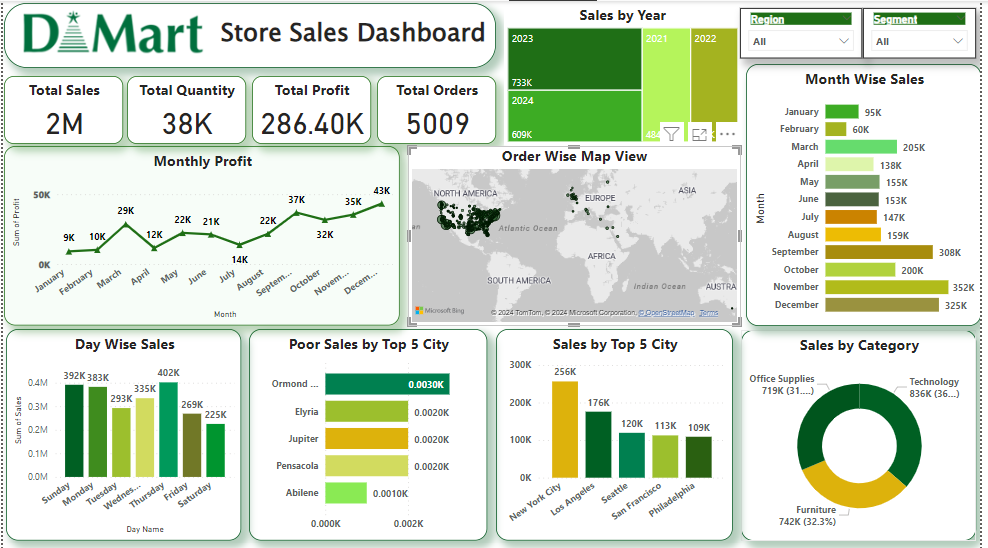 D Mart
Store Sales Dashboard
Sales by Year
2023
733K
2024
609K
2021
484
2022
K
Region
All
Segment
All
Total Sales
2M
Total Quantity
38K
Total Profit
286.40K
Total Orders
5009
Monthly Profit
Sum of Profit
50K
0K
9K
10K
29K
12K
22K
21K
14K
22K
37K
32K
35K
43K
January
February
March
April
May
June
July
August
Septem...
October
Novem...
Decem...
Month
Order Wise Map View
NORTH AMERICA
EUROPE
ASIA
Atlantic Ocean
AFRICA
SOUTH AMERICA
Indian Ocean
AUSTRA
an
Microsoft Bing
© 2024 TomTom, © 2024 Microsoft Corporation, © OpenStreetMap Terms
Month Wise Sales
Month
January 95K
February 60K
March 205K
April 138K
May 155K
June 153K
July 147K
August 159K
September 308K
October 200K
November 352K
December 325K
Day Wise Sales
Sum of Sales
0.4M
0.3M
0.2M
0.1M
0.0M
392K
383K
293K
335K
402K
269K
225K
Sunday
Monday
Tuesday
Wednes...
Thursday
Friday
Saturday
Day Name
Poor Sales by Top 5 City
Ormond ... 0.0030K
Elyria 0.0020K
Jupiter 0.0020K
Pensacola 0.0020K
Abilene 0.0010K
0.000K 0.002K
Sales by Top 5 City
300K
200K
100K
0K
256K
176K
120K
113K
109K
New York City
Los Angeles
Seattle
San Francisco
Philadelphia
Sales by Category
Office Supplies
719K (31....)
Technology
836K (36...)
Furniture
742K (32.3%)